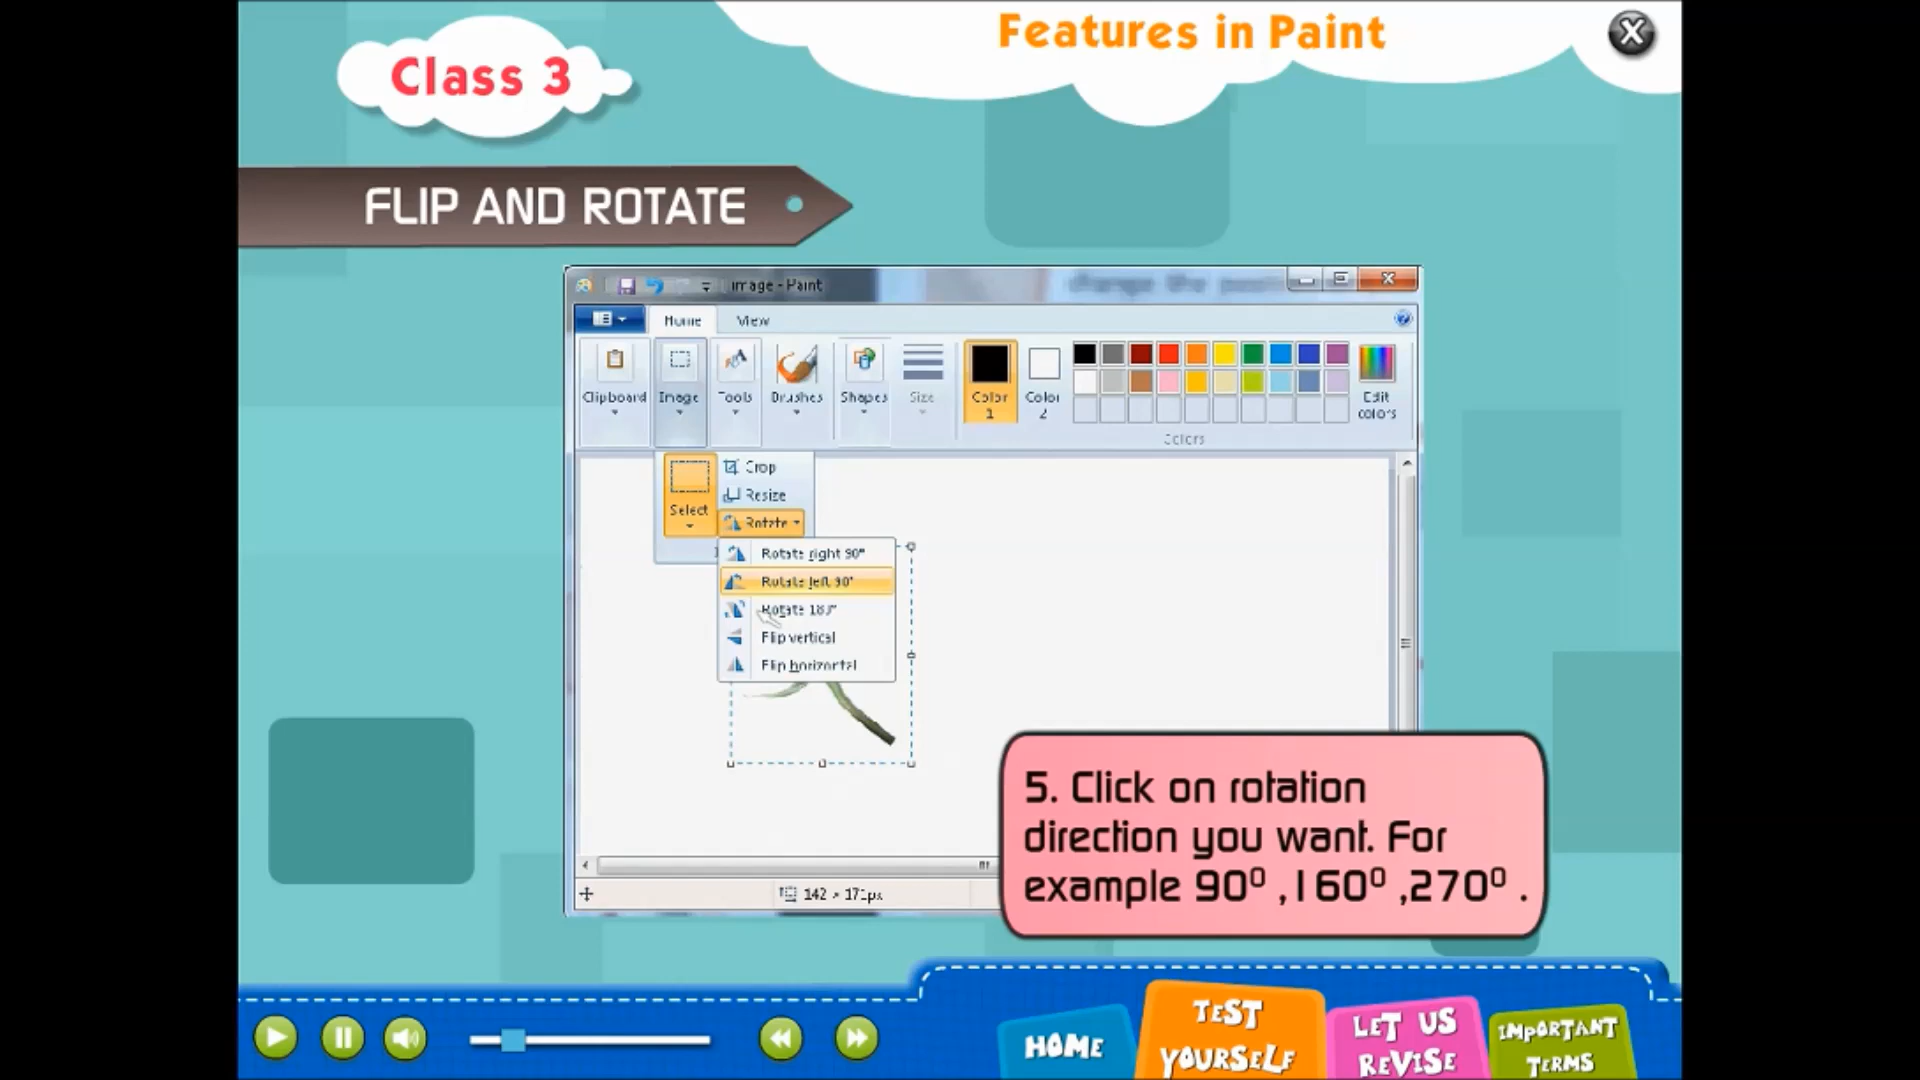 Features in Paint
Class 3
FLIP AND ROTATE
image - Paint
Home View
Clipboard Image Tools Brushes Shapes Size Color 1 Color 2 Edit colors
Colors
Select
Crop
Resize
Rotate
Rotate right 90°
Rotate left 90°
Rotate 180°
Flip vertical
Flip horizontal
142 × 171px
5. Click on rotation
direction you want. For
example 90⁰ ,160⁰ ,270⁰ .
HOME
TEST
YOURSELF
LET US
REVISE
IMPORTANT
TERMS